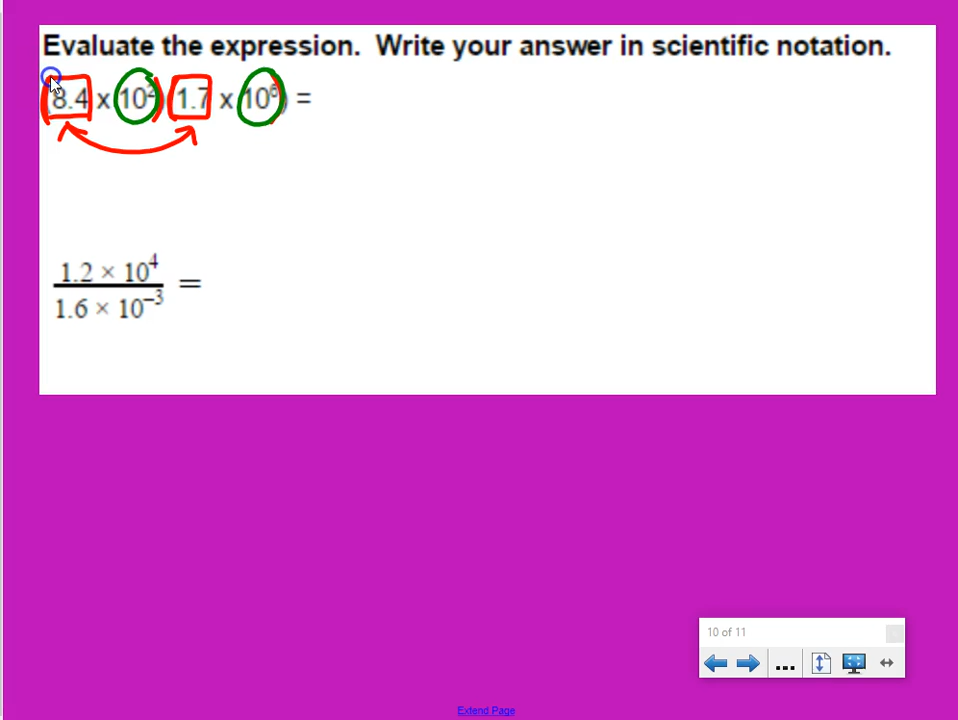 Evaluate the expression. Write your answer in scientific notation.
(8.4 x 10²)(1.7 x 10⁶) =
1.2 × 10⁴
1.6 × 10⁻³
=
10 of 11
...
Extend Page